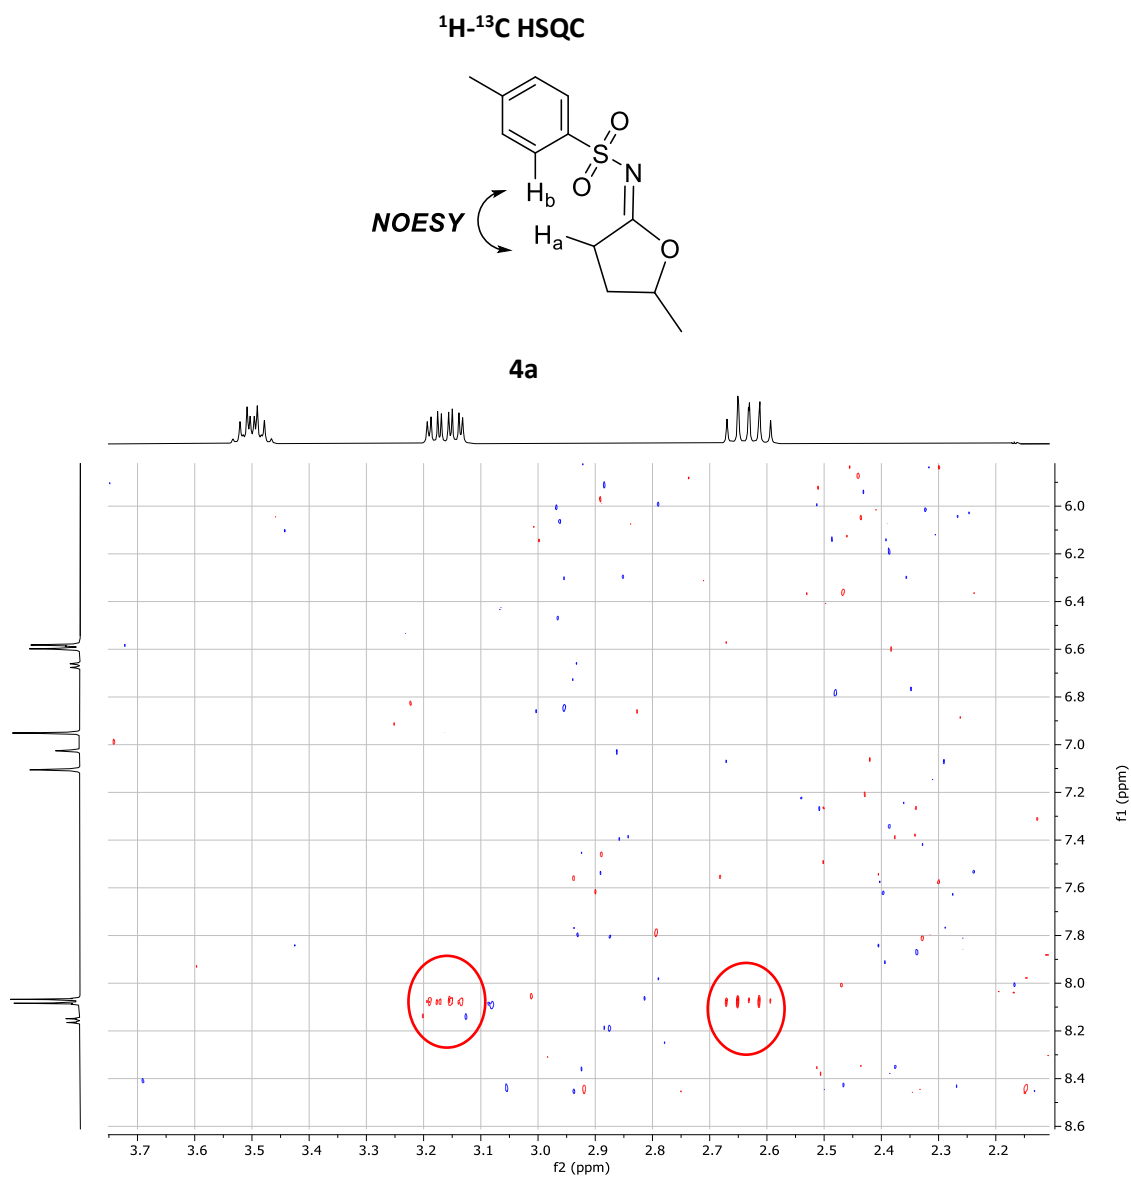 ¹H-¹³C HSQC
O
S
N
O
H_b
NOESY
H_a
O
4a
6.0
6.2
6.4
6.6
6.8
7.0
7.2
7.4
7.6
7.8
8.0
8.2
8.4
8.6
f1 (ppm)
3.7 3.6 3.5 3.4 3.3 3.2 3.1 3.0 2.9 2.8 2.7 2.6 2.5 2.4 2.3 2.2
f2 (ppm)